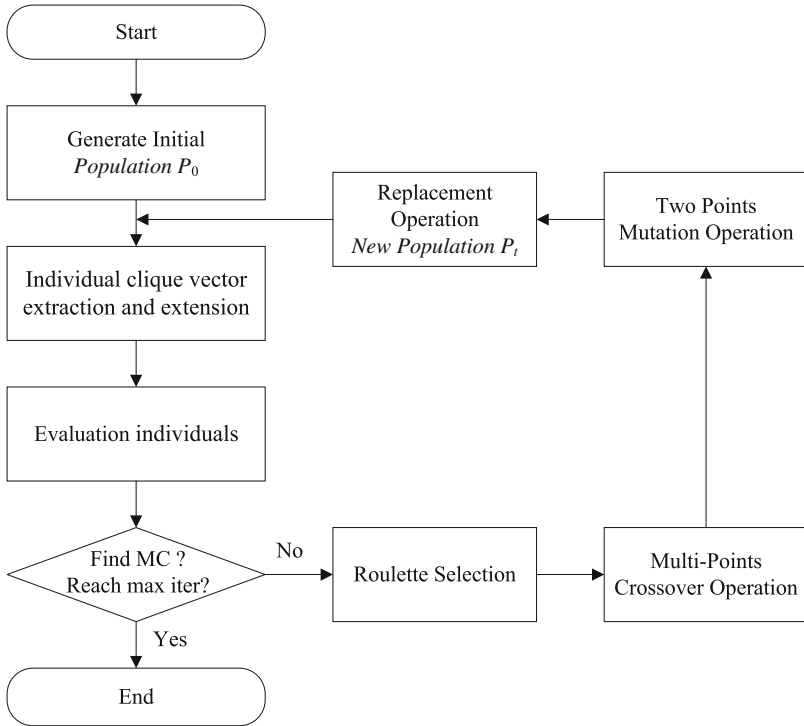 Start
Generate Initial
Population P₀
Replacement
Operation
New Population Pₜ
Two Points
Mutation Operation
Individual clique vector
extraction and extension
Evaluation individuals
Find MC ?
Reach max iter?
No
Roulette Selection
Multi-Points
Crossover Operation
Yes
End